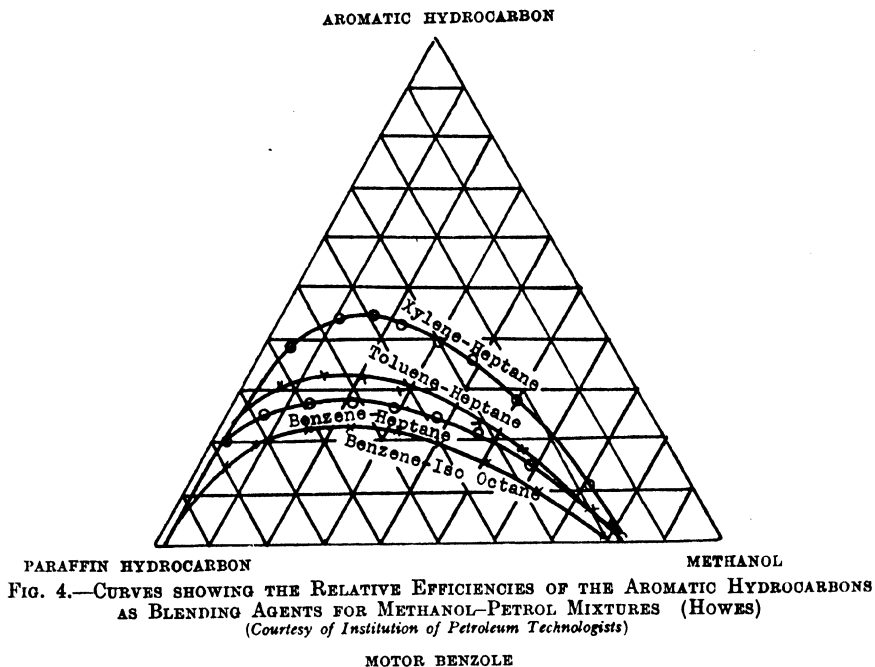 AROMATIC HYDROCARBON
Xylene-Heptane
Toluene-Heptane
Benzene-Heptane
Benzene-Iso Octane
PARAFFIN HYDROCARBON
METHANOL
FIG. 4.—CURVES SHOWING THE RELATIVE EFFICIENCIES OF THE AROMATIC HYDROCARBONS
AS BLENDING AGENTS FOR METHANOL–PETROL MIXTURES (HOWES)
(Courtesy of Institution of Petroleum Technologists)
MOTOR BENZOLE